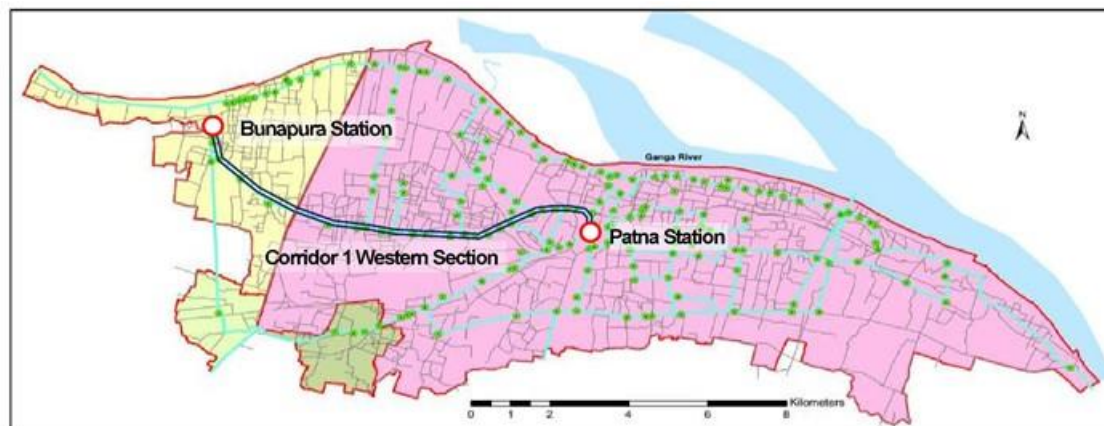 N
Bunapura Station
Ganga River
Patna Station
Corridor 1 Western Section
Kilometers
0 1 2 4 6 8